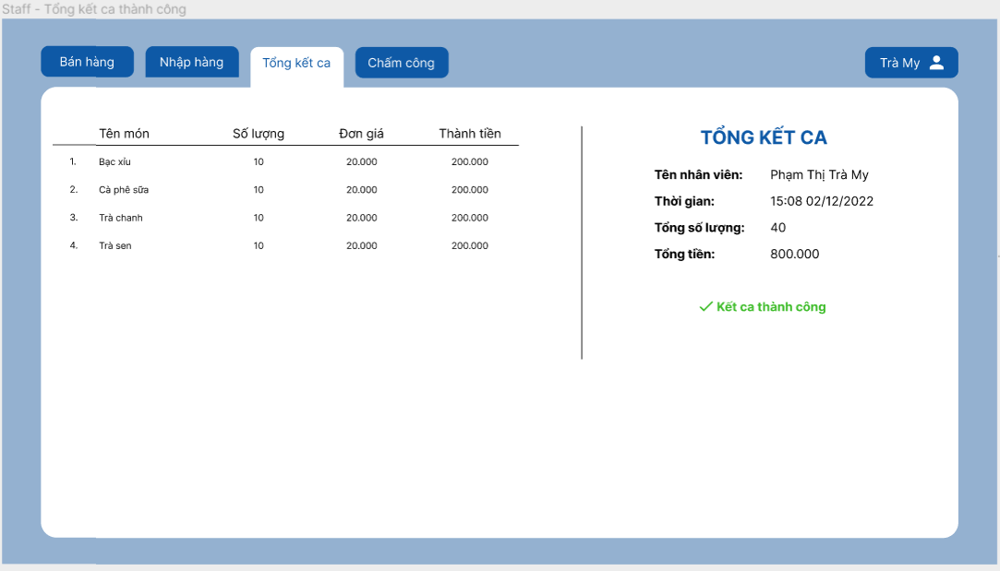 Staff - Tổng kết ca thành công
Bán hàng Nhập hàng Tổng kết ca Chấm công Trà My
Tên món Số lượng Đơn giá Thành tiền
1. Bạc xíu 10 20.000 200.000
2. Cà phê sữa 10 20.000 200.000
3. Trà chanh 10 20.000 200.000
4. Trà sen 10 20.000 200.000
TỔNG KẾT CA
Tên nhân viên: Phạm Thị Trà My
Thời gian: 15:08 02/12/2022
Tổng số lượng: 40
Tổng tiền: 800.000
Kết ca thành công